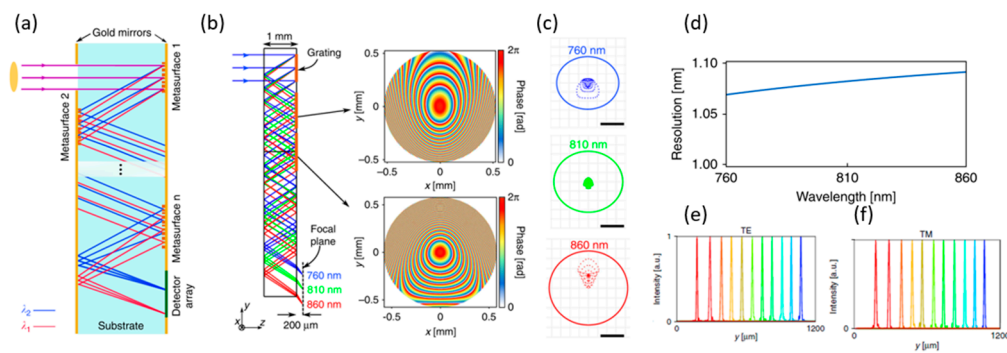 (a)
Gold mirrors
Metasurface 1
Metasurface 2
...
Metasurface n
Detector
array
λ₂
λ₁
Substrate
(b)
1 mm
Grating
Focal
plane
760 nm
810 nm
860 nm
200 μm
y
x
z
0.5
0
−0.5
y [mm]
−0.5
0
0.5
x [mm]
2π
0
Phase [rad]
0.5
0
−0.5
y [mm]
−0.5
0
0.5
x [mm]
2π
0
Phase [rad]
(c)
760 nm
810 nm
860 nm
(d)
1.10
1.05
1.00
Resolution [nm]
760
810
860
Wavelength [nm]
(e)
TE
1
Intensity [a.u.]
0
1200
y [μm]
(f)
TM
Intensity [a.u.]
0
1200
y [μm]